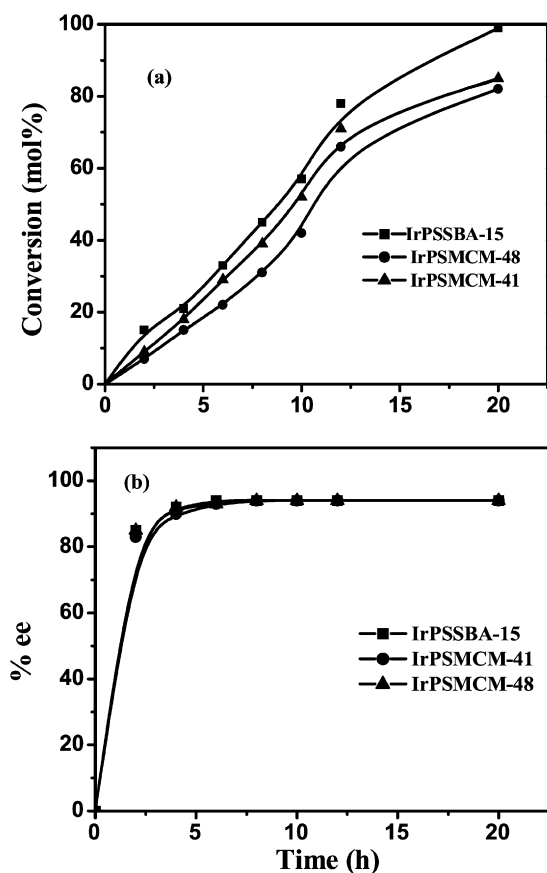 100
(a)
80
60
40
20
0
Conversion (mol%)
IrPSSBA-15
IrPSMCM-48
IrPSMCM-41
0 5 10 15 20
100
(b)
80
60
40
20
0
% ee
IrPSSBA-15
IrPSMCM-41
IrPSMCM-48
0 5 10 15 20
Time (h)